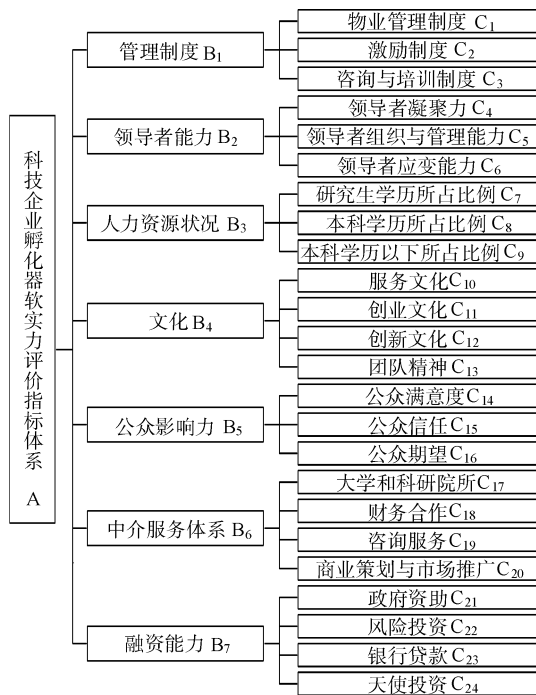 科技企业孵化器软实力评价指标体系 A
管理制度 B₁
物业管理制度 C₁
激励制度 C₂
咨询与培训制度 C₃
领导者能力 B₂
领导者凝聚力 C₄
领导者组织与管理能力 C₅
领导者应变能力 C₆
人力资源状况 B₃
研究生学历所占比例 C₇
本科学历所占比例 C₈
本科学历以下所占比例 C₉
文化 B₄
服务文化C₁₀
创业文化 C₁₁
创新文化 C₁₂
团队精神 C₁₃
公众影响力 B₅
公众满意度 C₁₄
公众信任 C₁₅
公众期望 C₁₆
中介服务体系 B₆
大学和科研院所C₁₇
财务合作C₁₈
咨询服务C₁₉
商业策划与市场推广C₂₀
融资能力 B₇
政府资助C₂₁
风险投资 C₂₂
银行贷款 C₂₃
天使投资 C₂₄